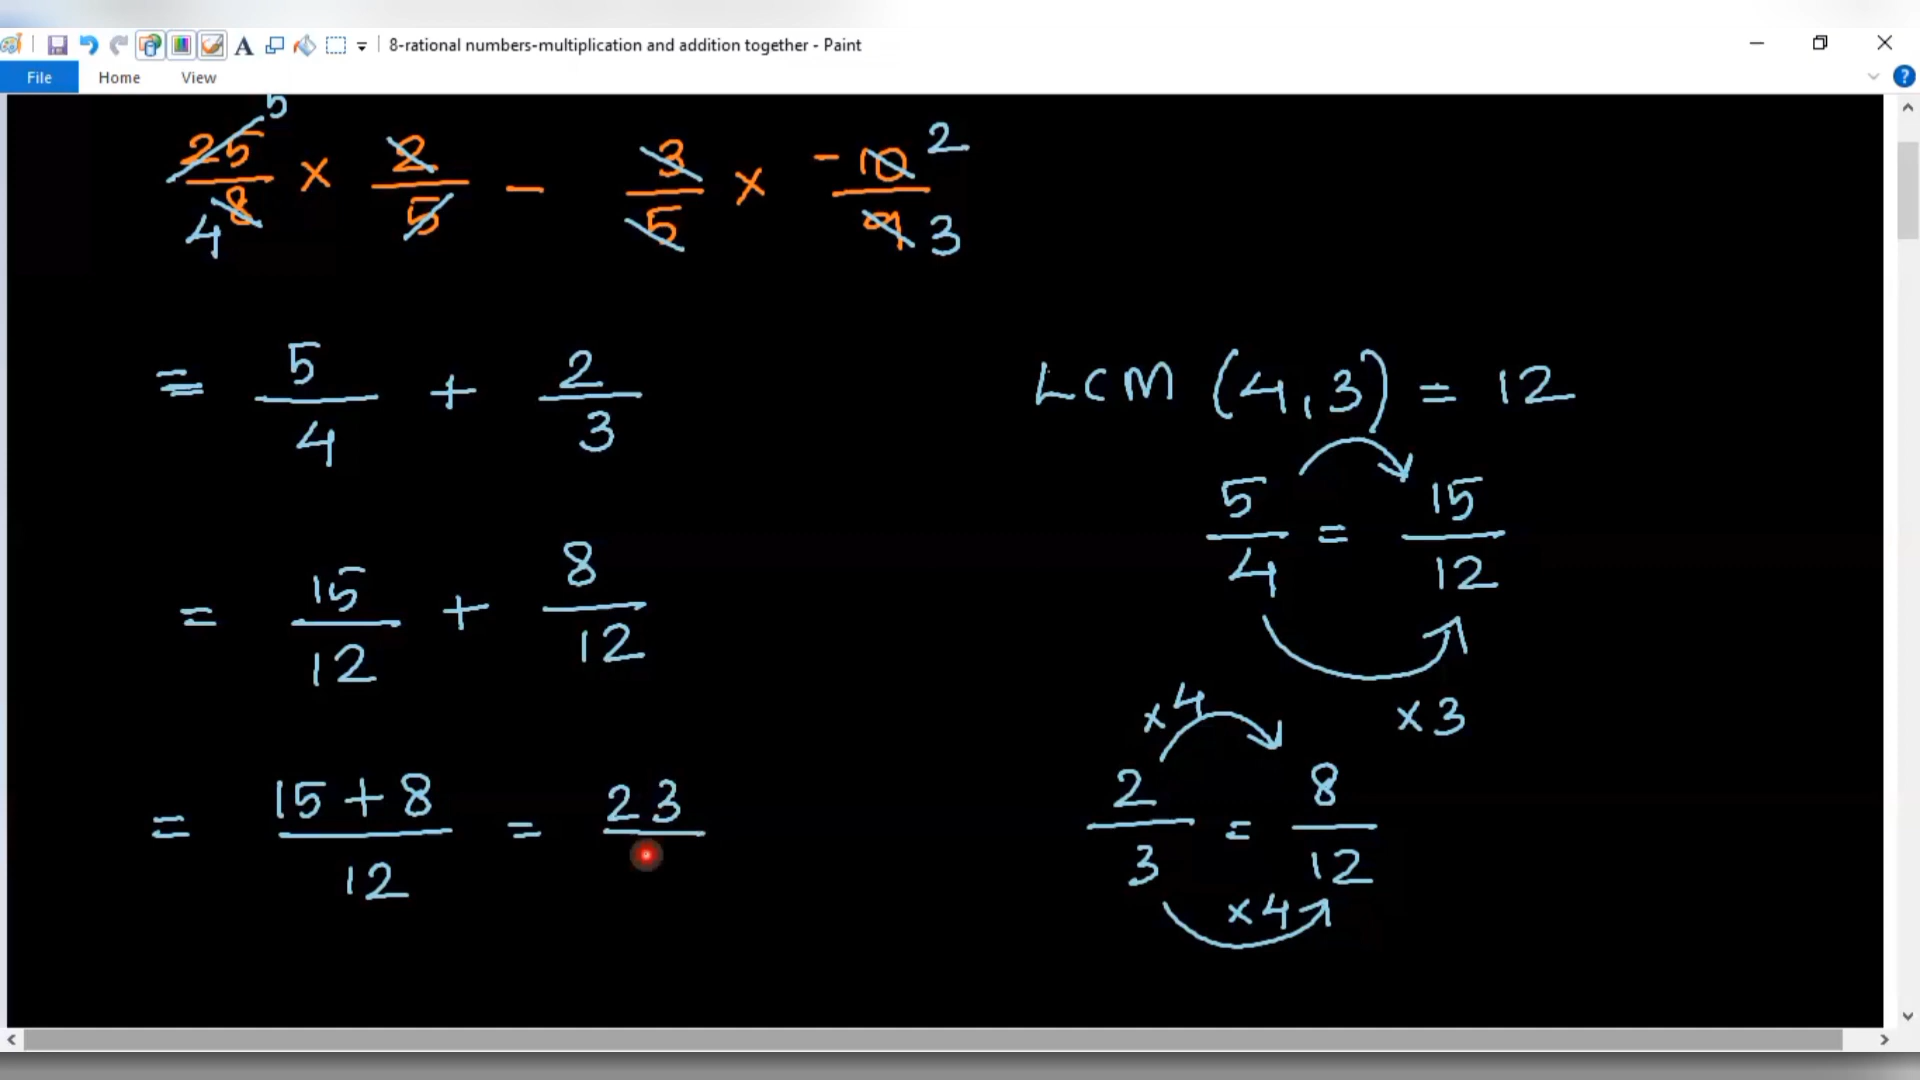 8-rational numbers-multiplication and addition together - Paint
File Home View
25/8 × 2/5 - 3/5 × -10/9
5 4 2 3
= 5/4 + 2/3
LCM (4,3) = 12
5/4 = 15/12
× 3
= 15/12 + 8/12
×4
2/3 = 8/12
×4
= 15+8/12 = 23